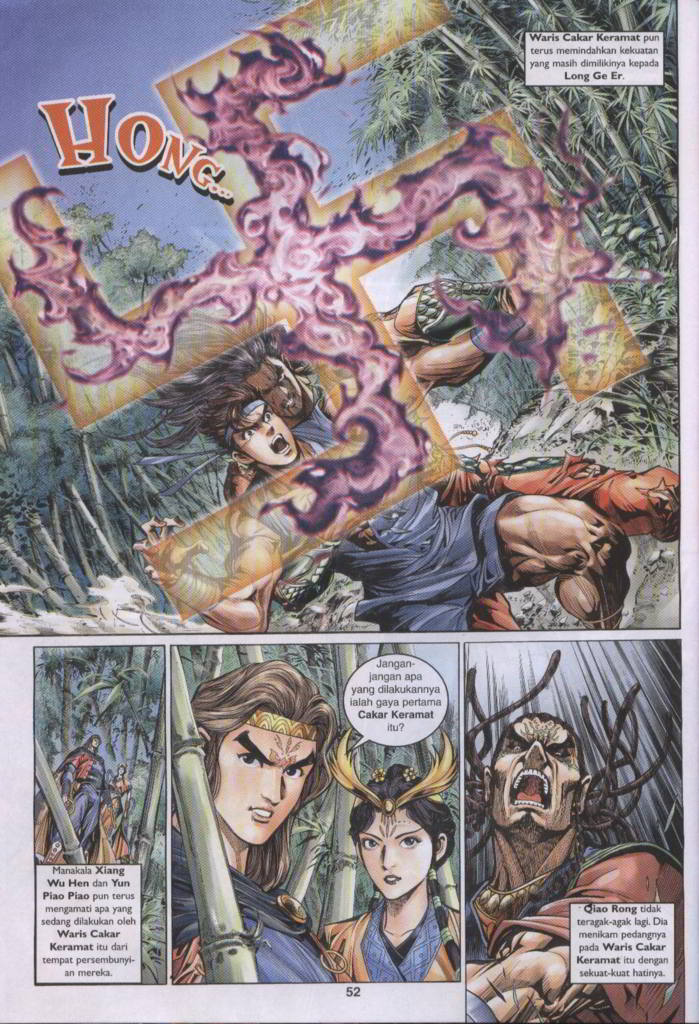 Waris Cakar Keramat pun
terus memindahkan kekuatan
yang masih dimilikinya kepada
Long Ge Er.
HONG...
Manakala Xiang
Wu Hen dan Yun
Piao Piao pun terus
mengamati apa yang
sedang dilakukan oleh
Waris Cakar
Keramat itu dari
tempat persembunyi-
an mereka.
Jangan-
jangan apa
yang dilakukannya
ialah gaya pertama
Cakar Keramat
itu?
Qiao Rong tidak
teragak-agak lagi. Dia
menikam pedangnya
pada Waris Cakar
Keramat itu dengan
sekuat-kuat hatinya.
52